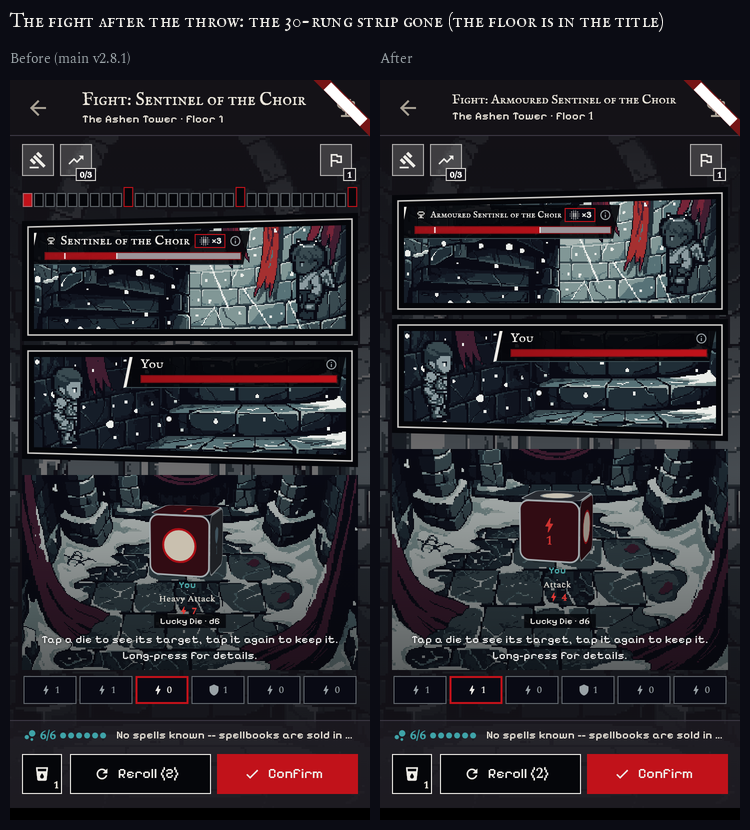 The fight after the throw: the 30-rung strip gone (the floor is in the title)
Before (main v2.8.1)
Fight: Sentinel of the Choir
The Ashen Tower · Floor 1
0/3
1
Sentinel of the Choir ×3
You
1
You
Heavy Attack
7
Lucky Die · d6
Tap a die to see its target, tap it again to keep it.
Long-press for details.
1 1 0 1 0 0
6/6 No spells known -- spellbooks are sold in ...
1 Reroll (2) Confirm
After
Fight: Armoured Sentinel of the Choir
The Ashen Tower · Floor 1
0/3
1
Armoured Sentinel of the Choir ×3
You
1
You
Attack
4
Lucky Die · d6
Tap a die to see its target, tap it again to keep it.
Long-press for details.
1 1 0 1 0 0
6/6 No spells known -- spellbooks are sold in ...
1 Reroll (2) Confirm